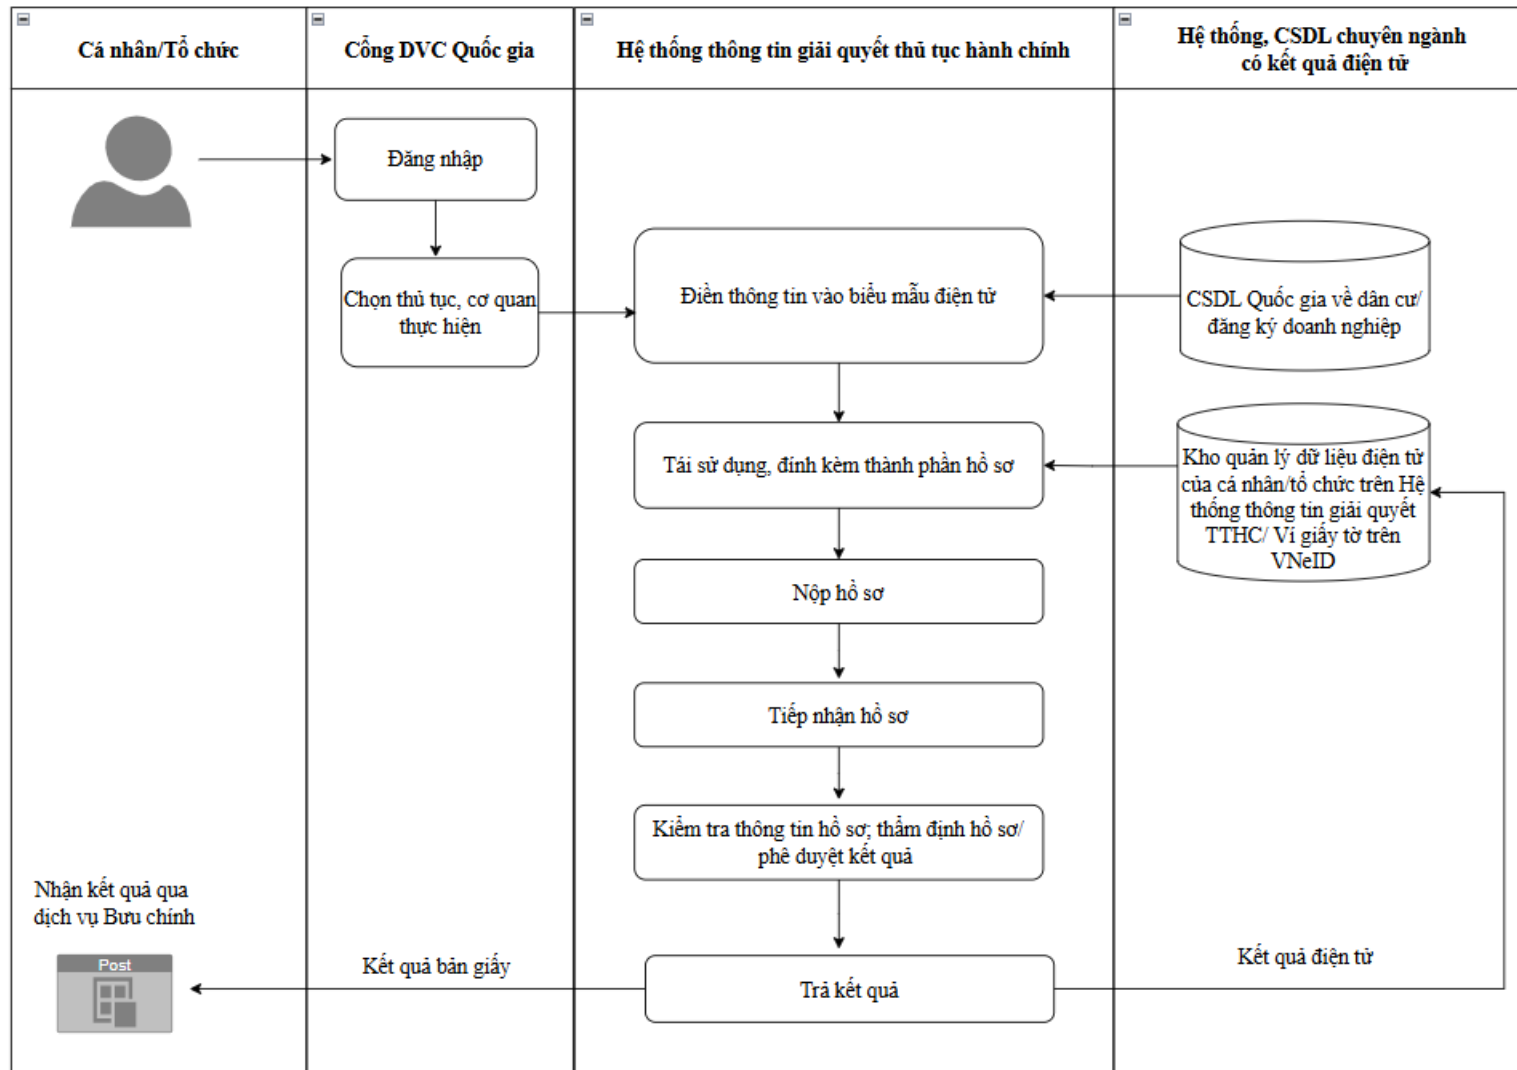 Cá nhân/Tổ chức
Cổng DVC Quốc gia
Hệ thống thông tin giải quyết thủ tục hành chính
Hệ thống, CSDL chuyên ngành
có kết quả điện tử
Đăng nhập
Chọn thủ tục, cơ quan
thực hiện
Điền thông tin vào biểu mẫu điện tử
CSDL Quốc gia về dân cư/
đăng ký doanh nghiệp
Tái sử dụng, đính kèm thành phần hồ sơ
Kho quản lý dữ liệu điện tử
của cá nhân/tổ chức trên Hệ
thống thông tin giải quyết
TTHC/ Ví giấy tờ trên
VNeID
Nộp hồ sơ
Tiếp nhận hồ sơ
Kiểm tra thông tin hồ sơ; thẩm định hồ sơ/
phê duyệt kết quả
Nhận kết quả qua
dịch vụ Bưu chính
Post
Kết quả bản giấy
Trả kết quả
Kết quả điện tử